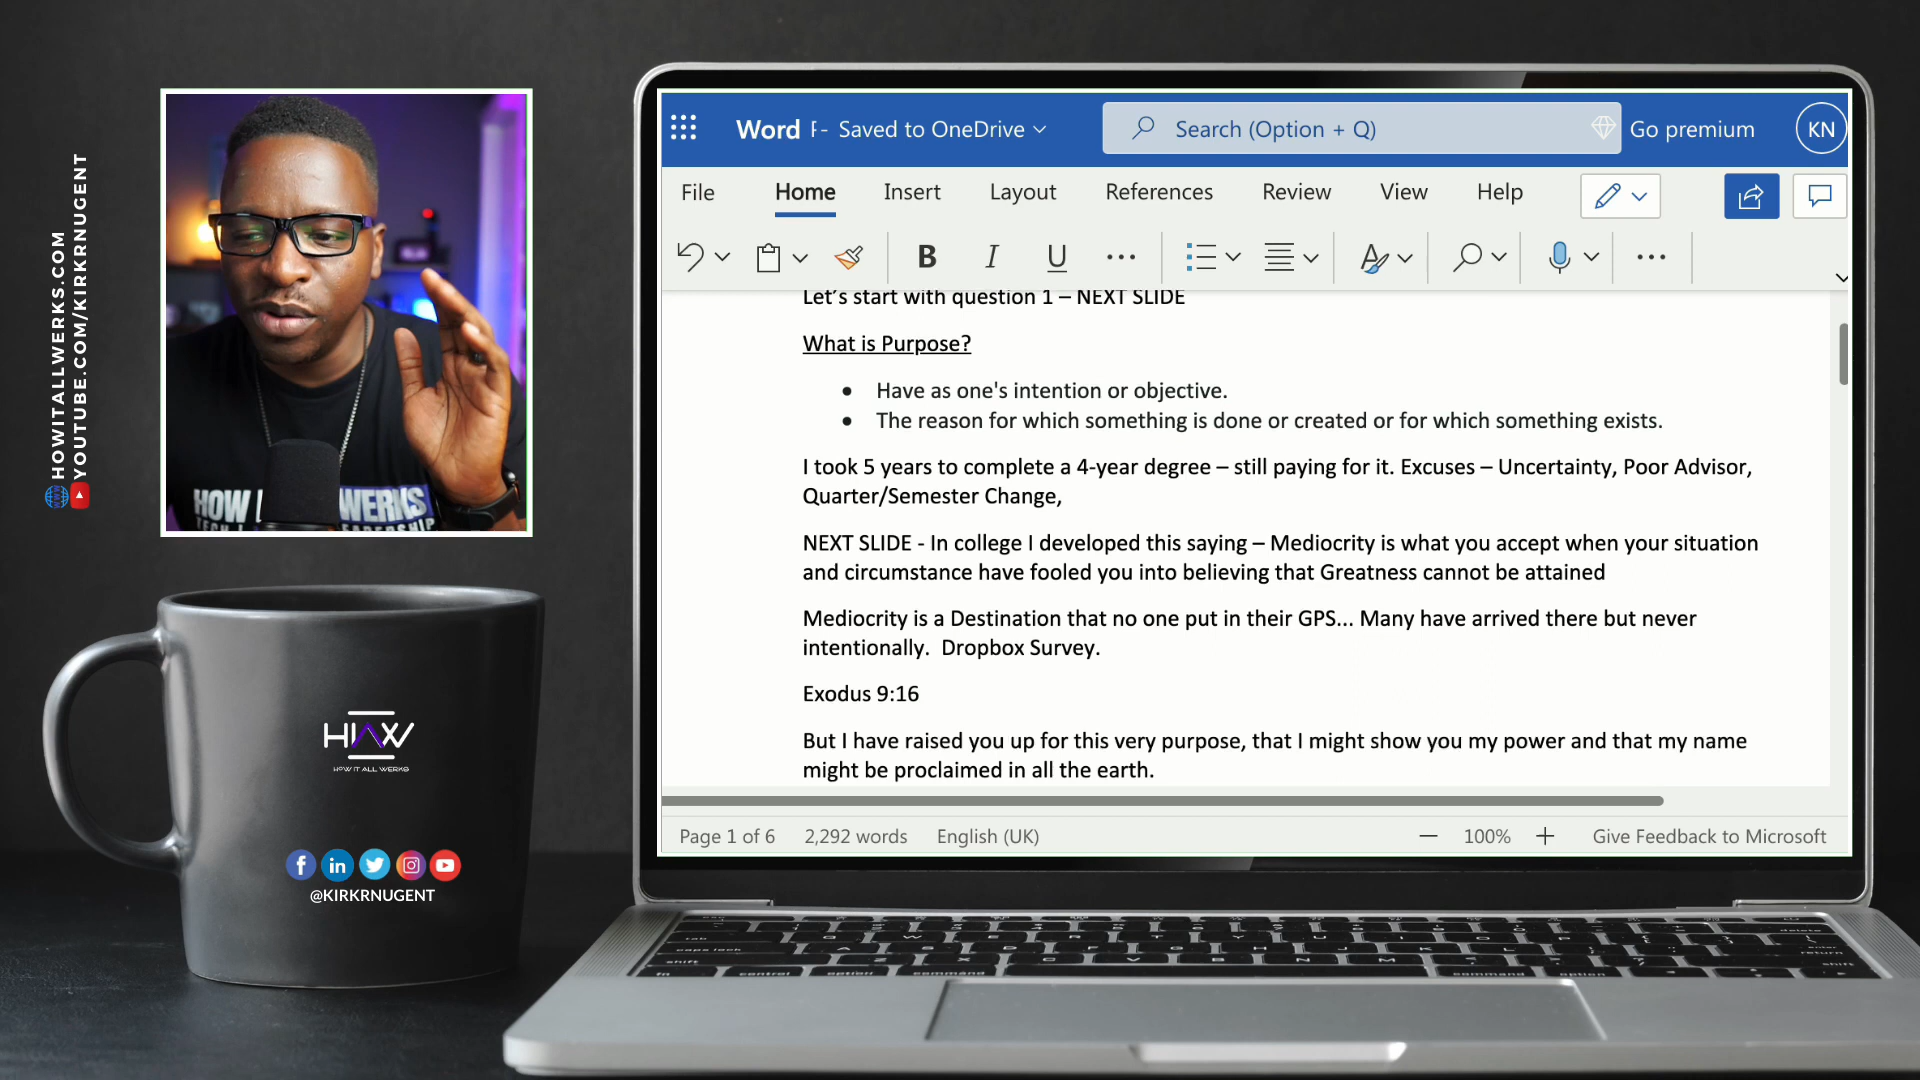 HOWITALLWERKS.COM
YOUTUBE.COM/KIRKRNUGENT
HOW WERKS
HIAW
HOW IT ALL WERKS
@KIRKRNUGENT
Word - Saved to OneDrive
Search (Option + Q)
Go premium
KN
File Home Insert Layout References Review View Help
B I U
Let's start with question 1 – NEXT SLIDE
What is Purpose?
• Have as one's intention or objective.
• The reason for which something is done or created or for which something exists.
I took 5 years to complete a 4-year degree – still paying for it. Excuses – Uncertainty, Poor Advisor,
Quarter/Semester Change,
NEXT SLIDE - In college I developed this saying – Mediocrity is what you accept when your situation
and circumstance have fooled you into believing that Greatness cannot be attained
Mediocrity is a Destination that no one put in their GPS... Many have arrived there but never
intentionally.  Dropbox Survey.
Exodus 9:16
But I have raised you up for this very purpose, that I might show you my power and that my name
might be proclaimed in all the earth.
Page 1 of 6 2,292 words English (UK) 100% Give Feedback to Microsoft